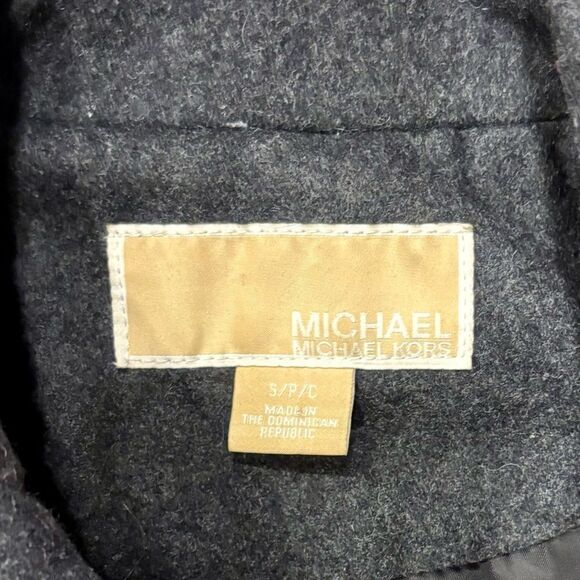 MICHAEL
MICHAEL KORS
S/P/C
MADE IN
THE DOMINICAN
REPUBLIC